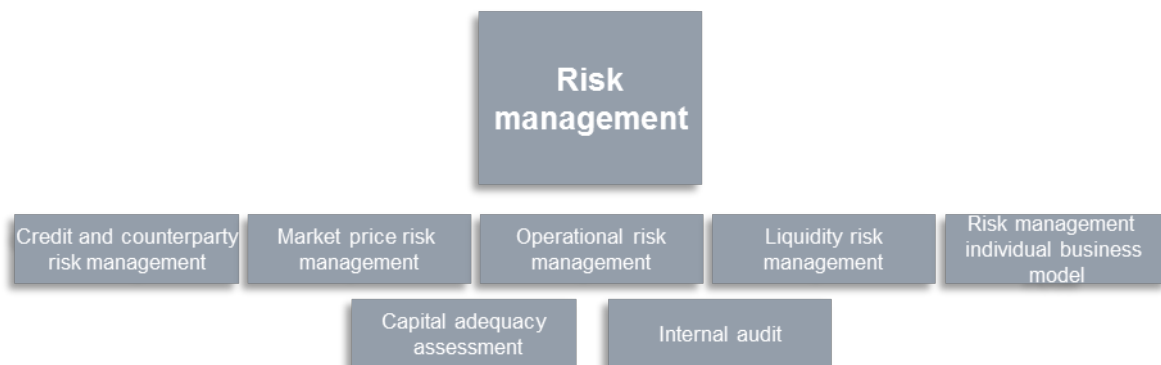 Risk
management
Credit and counterparty
risk management
Market price risk
management
Operational risk
management
Liquidity risk
management
Risk management
individual business
model
Capital adequacy
assessment
Internal audit